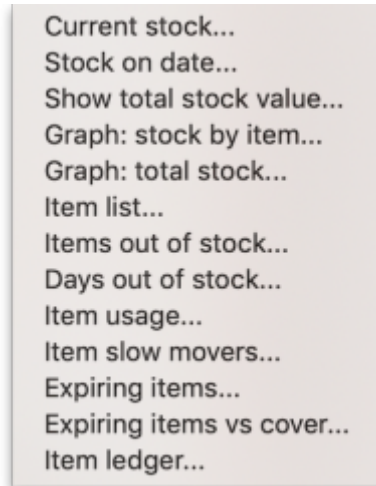 Current stock...
Stock on date...
Show total stock value...
Graph: stock by item...
Graph: total stock...
Item list...
Items out of stock...
Days out of stock...
Item usage...
Item slow movers...
Expiring items...
Expiring items vs cover...
Item ledger...